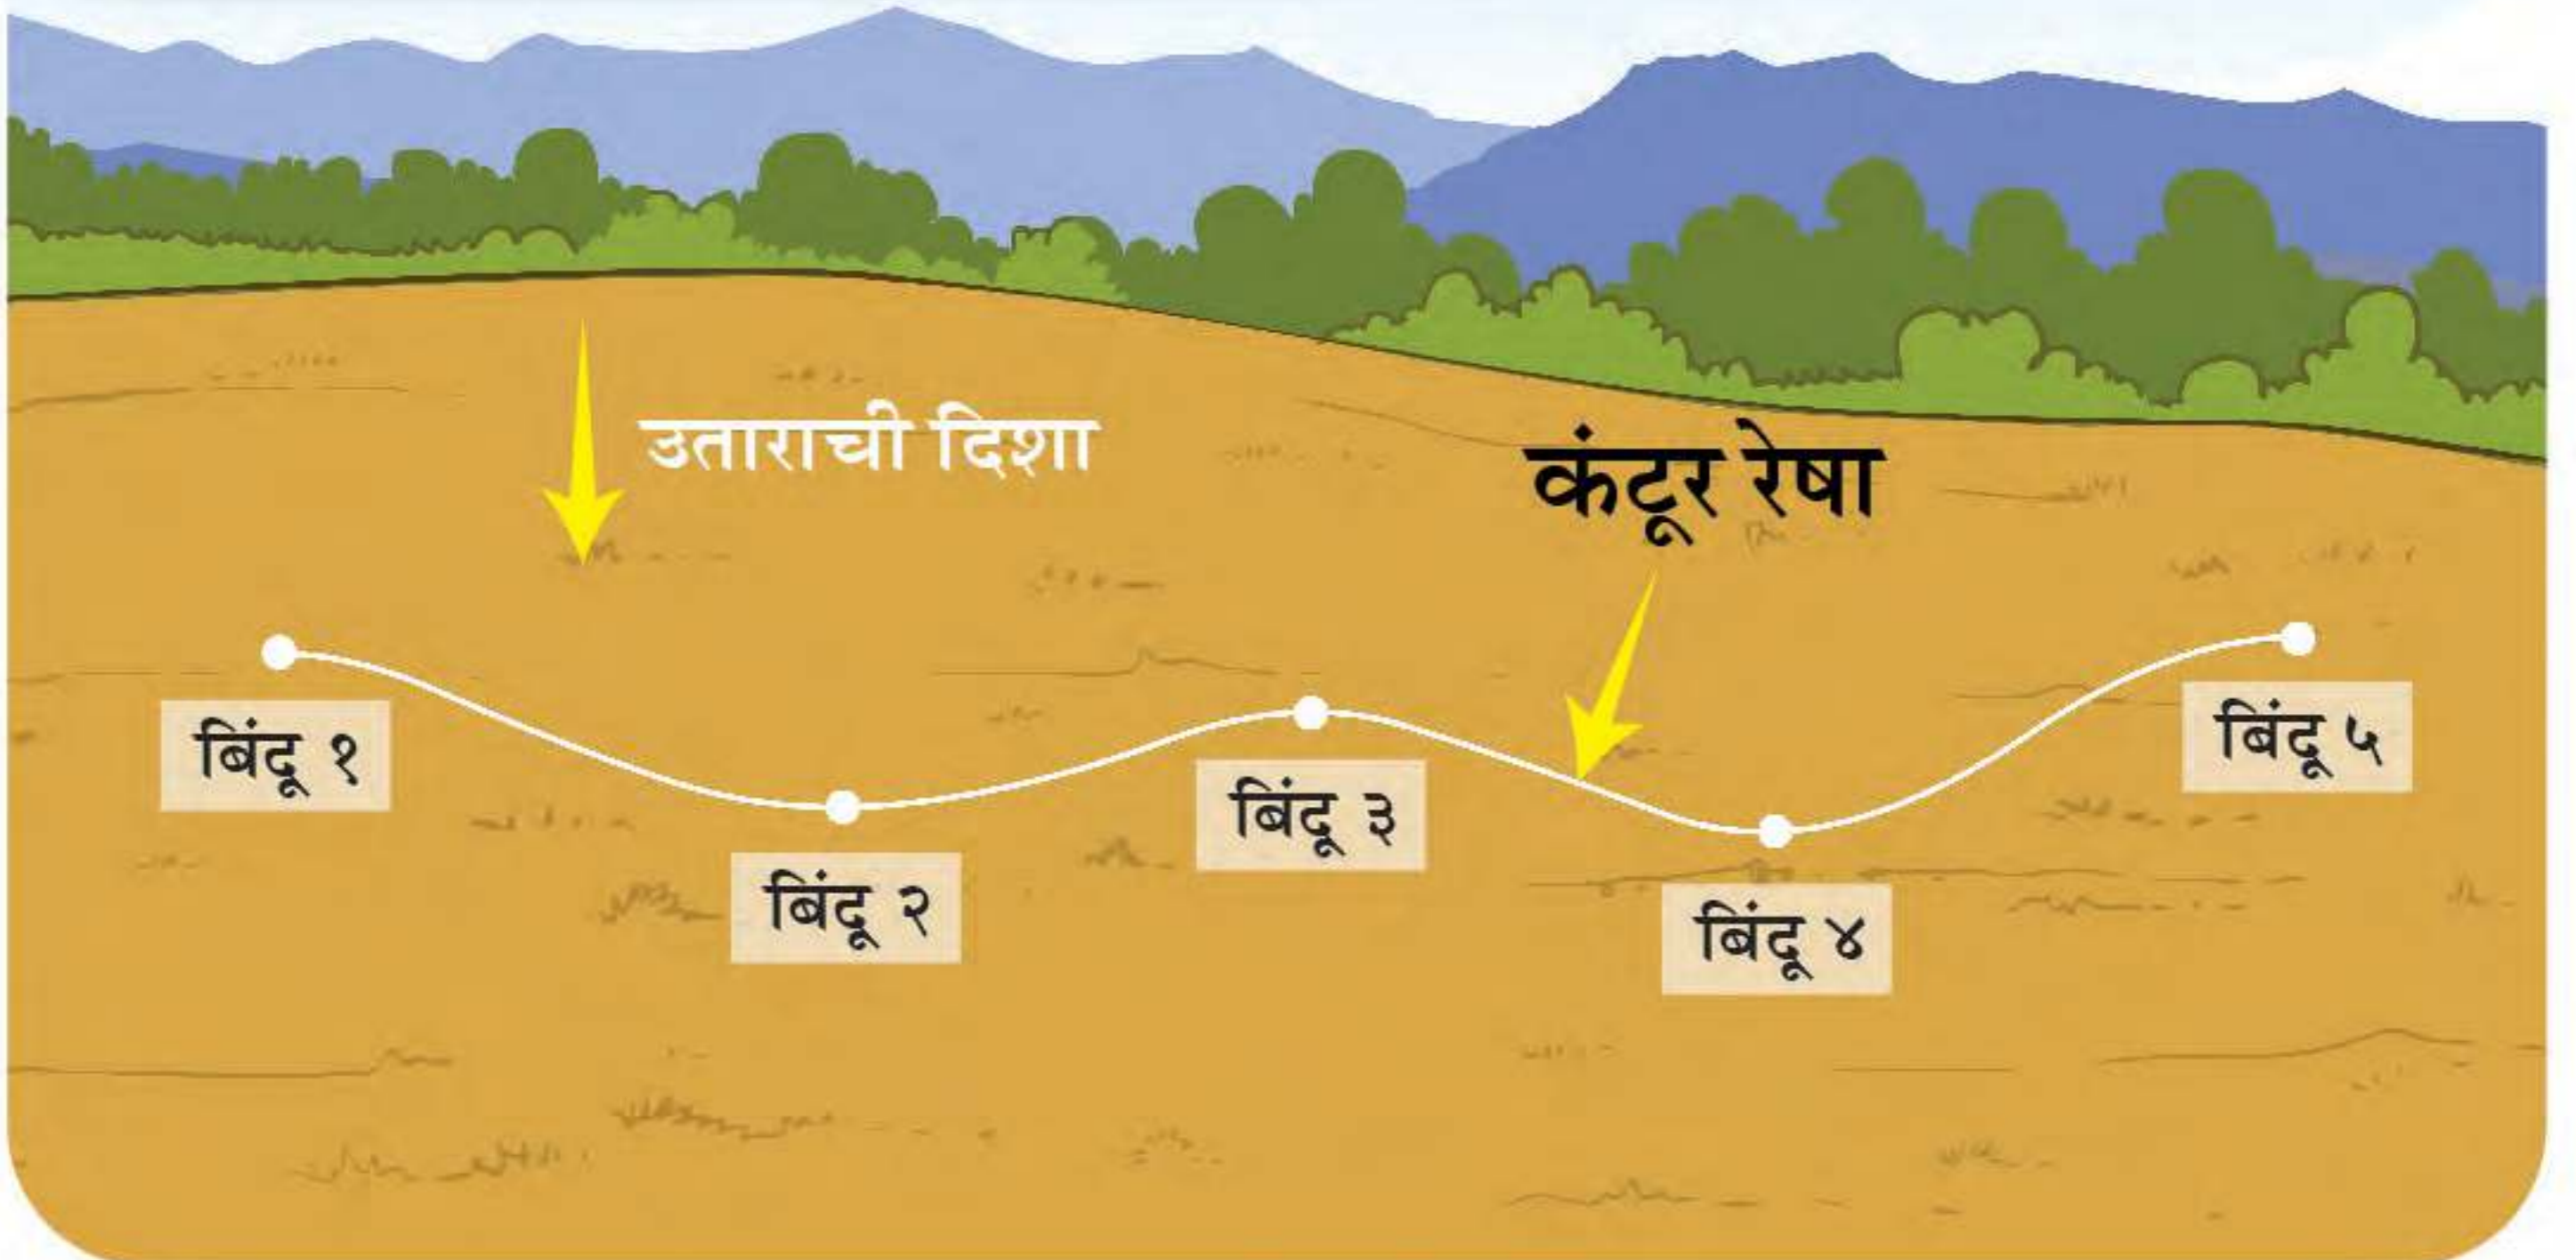 उताराची दिशा
कंटूर रेषा
बिंदू १
बिंदू २
बिंदू ३
बिंदू ४
बिंदू ५